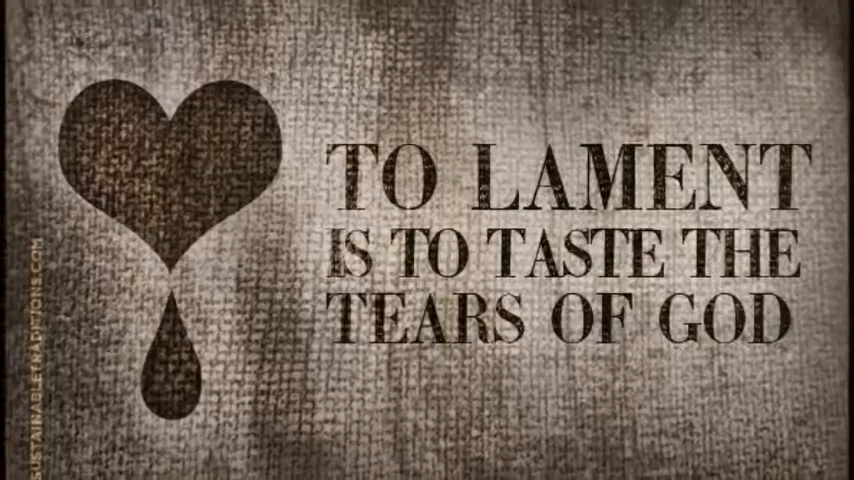 TO LAMENT
IS TO TASTE THE
TEARS OF GOD
SUSTAINABLETRADITIONS.COM